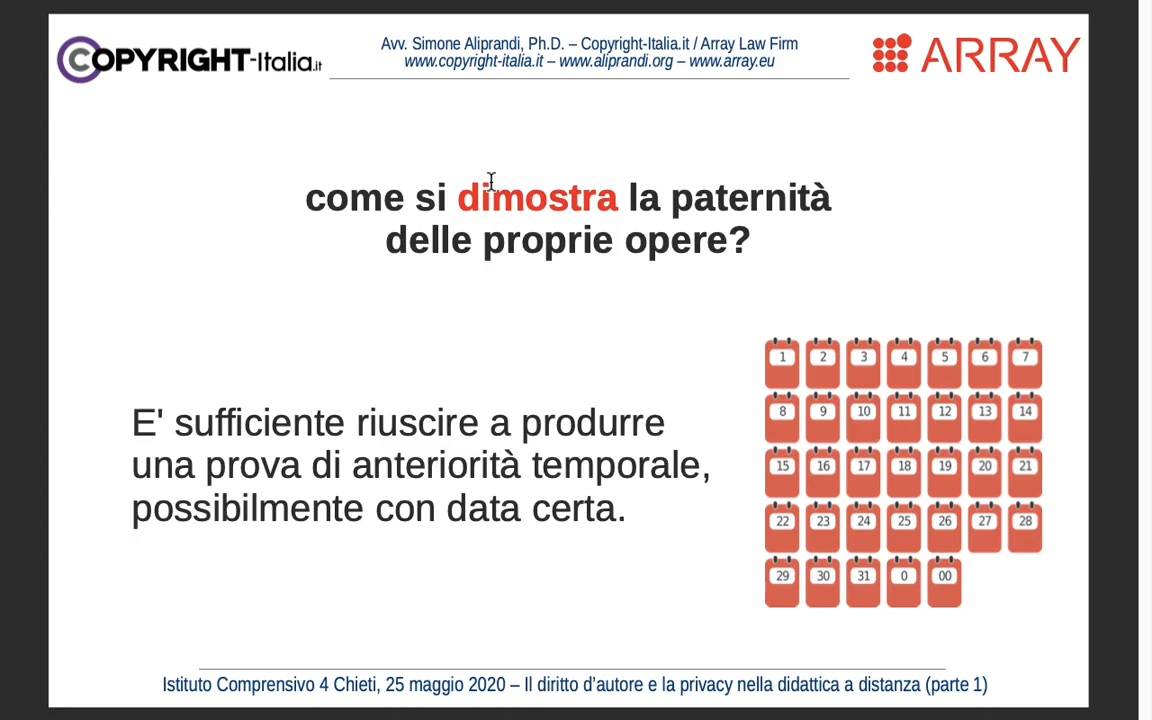 COPYRIGHT-Italia.it
Avv. Simone Aliprandi, Ph.D. – Copyright-Italia.it / Array Law Firm
www.copyright-italia.it – www.aliprandi.org – www.array.eu
ARRAY
come si dimostra la paternità
delle proprie opere?
E' sufficiente riuscire a produrre
una prova di anteriorità temporale,
possibilmente con data certa.
1 2 3 4 5 6 7
8 9 10 11 12 13 14
15 16 17 18 19 20 21
22 23 24 25 26 27 28
29 30 31 0 00
Istituto Comprensivo 4 Chieti, 25 maggio 2020 – Il diritto d’autore e la privacy nella didattica a distanza (parte 1)